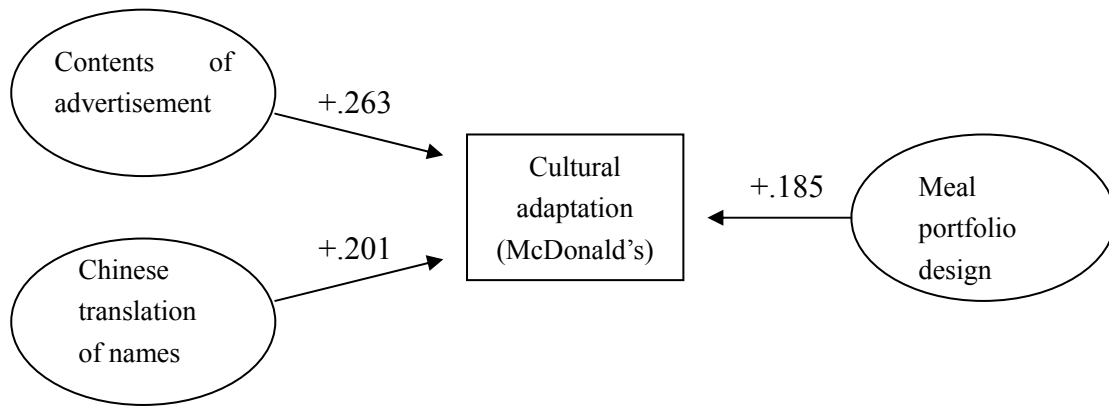 Contents of
advertisement
+.263
Cultural
adaptation
(McDonald's)
+.185
Meal
portfolio
design
+.201
Chinese
translation
of names